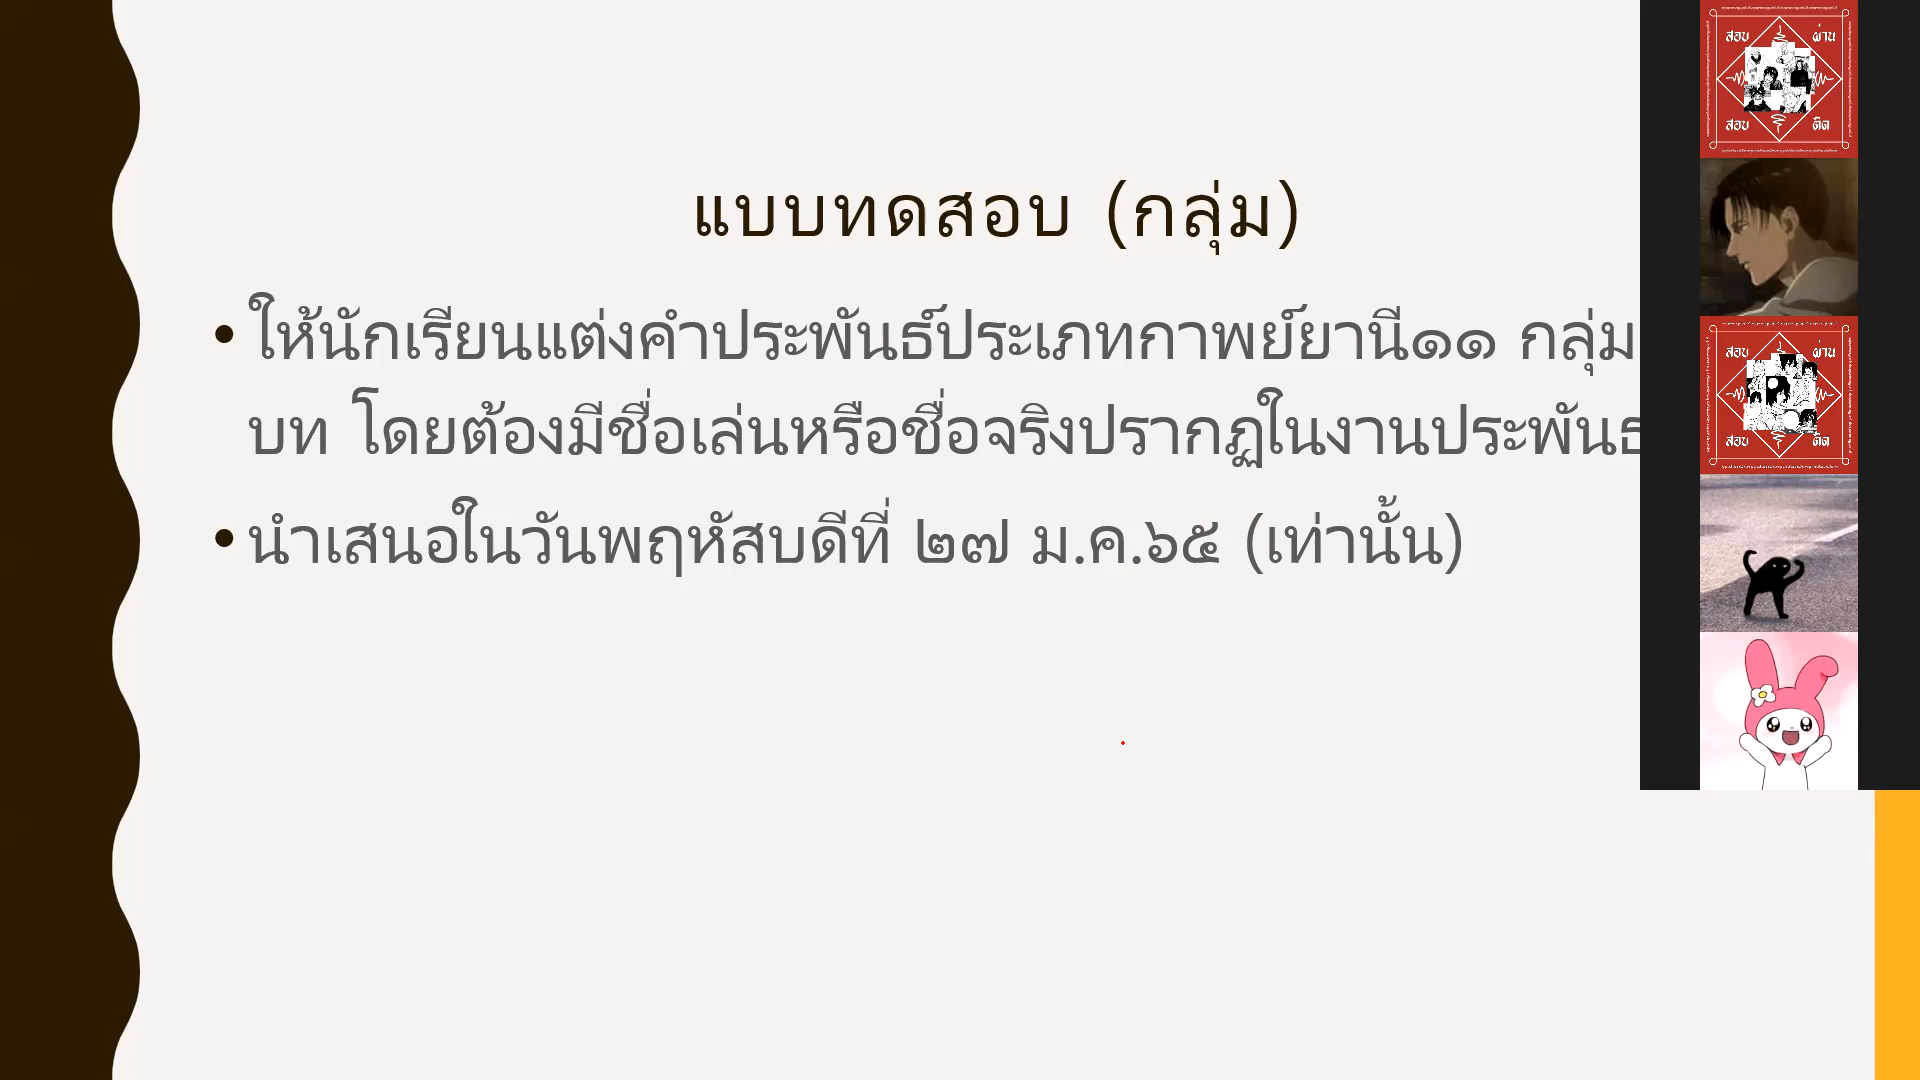 แบบทดสอบ (กลุ่ม)
• ให้นักเรียนแต่งคำประพันธ์ประเภทกาพย์ยานี๑๑ กลุ่ม
บท โดยต้องมีชื่อเล่นหรือชื่อจริงปรากฏในงานประพันธ
• นำเสนอในวันพฤหัสบดีที่ ๒๗ ม.ค.๖๕ (เท่านั้น)
สอบ ผ่าน
สอบ ติด
สอบ ผ่าน
สอบ ติด